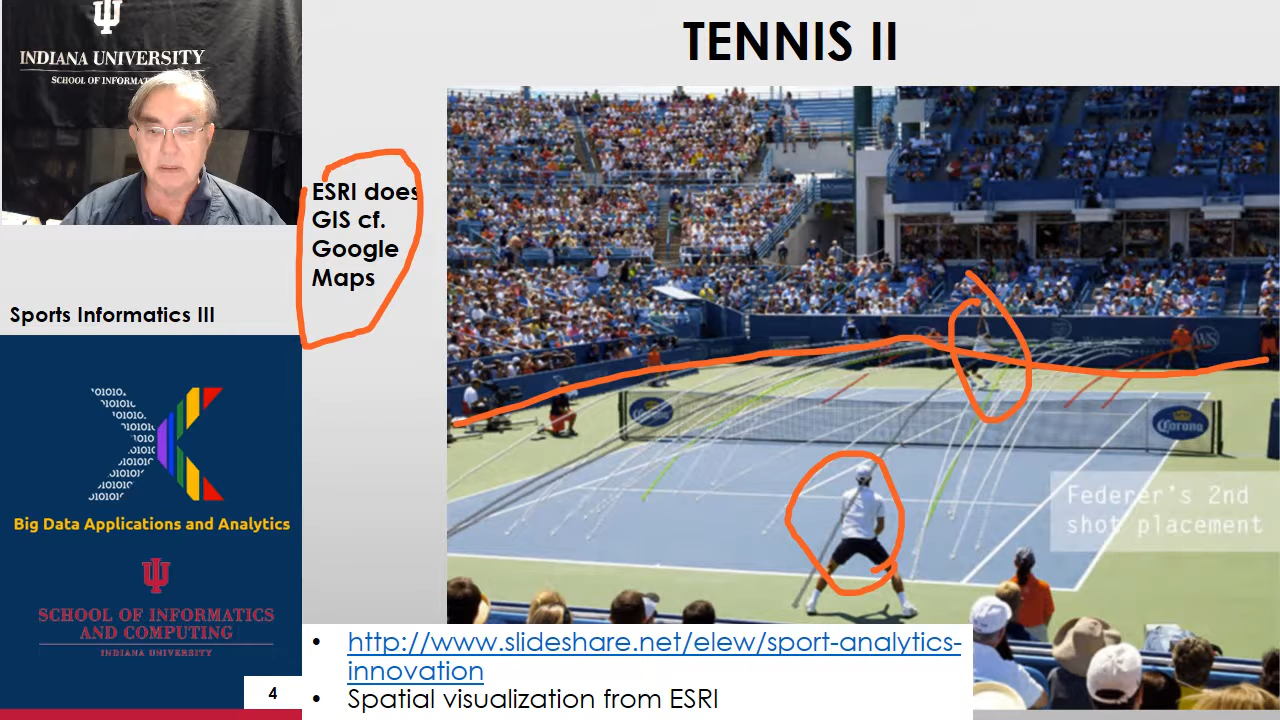 INDIANA UNIVERSITY
SCHOOL OF INFORMA
TENNIS II
ESRI does
GIS cf.
Google
Maps
Sports Informatics III
Corona
Federer's 2nd
shot placement
Big Data Applications and Analytics
SCHOOL OF INFORMATICS
AND COMPUTING
INDIANA UNIVERSITY
4
• http://www.slideshare.net/elew/sport-analytics-
innovation
• Spatial visualization from ESRI